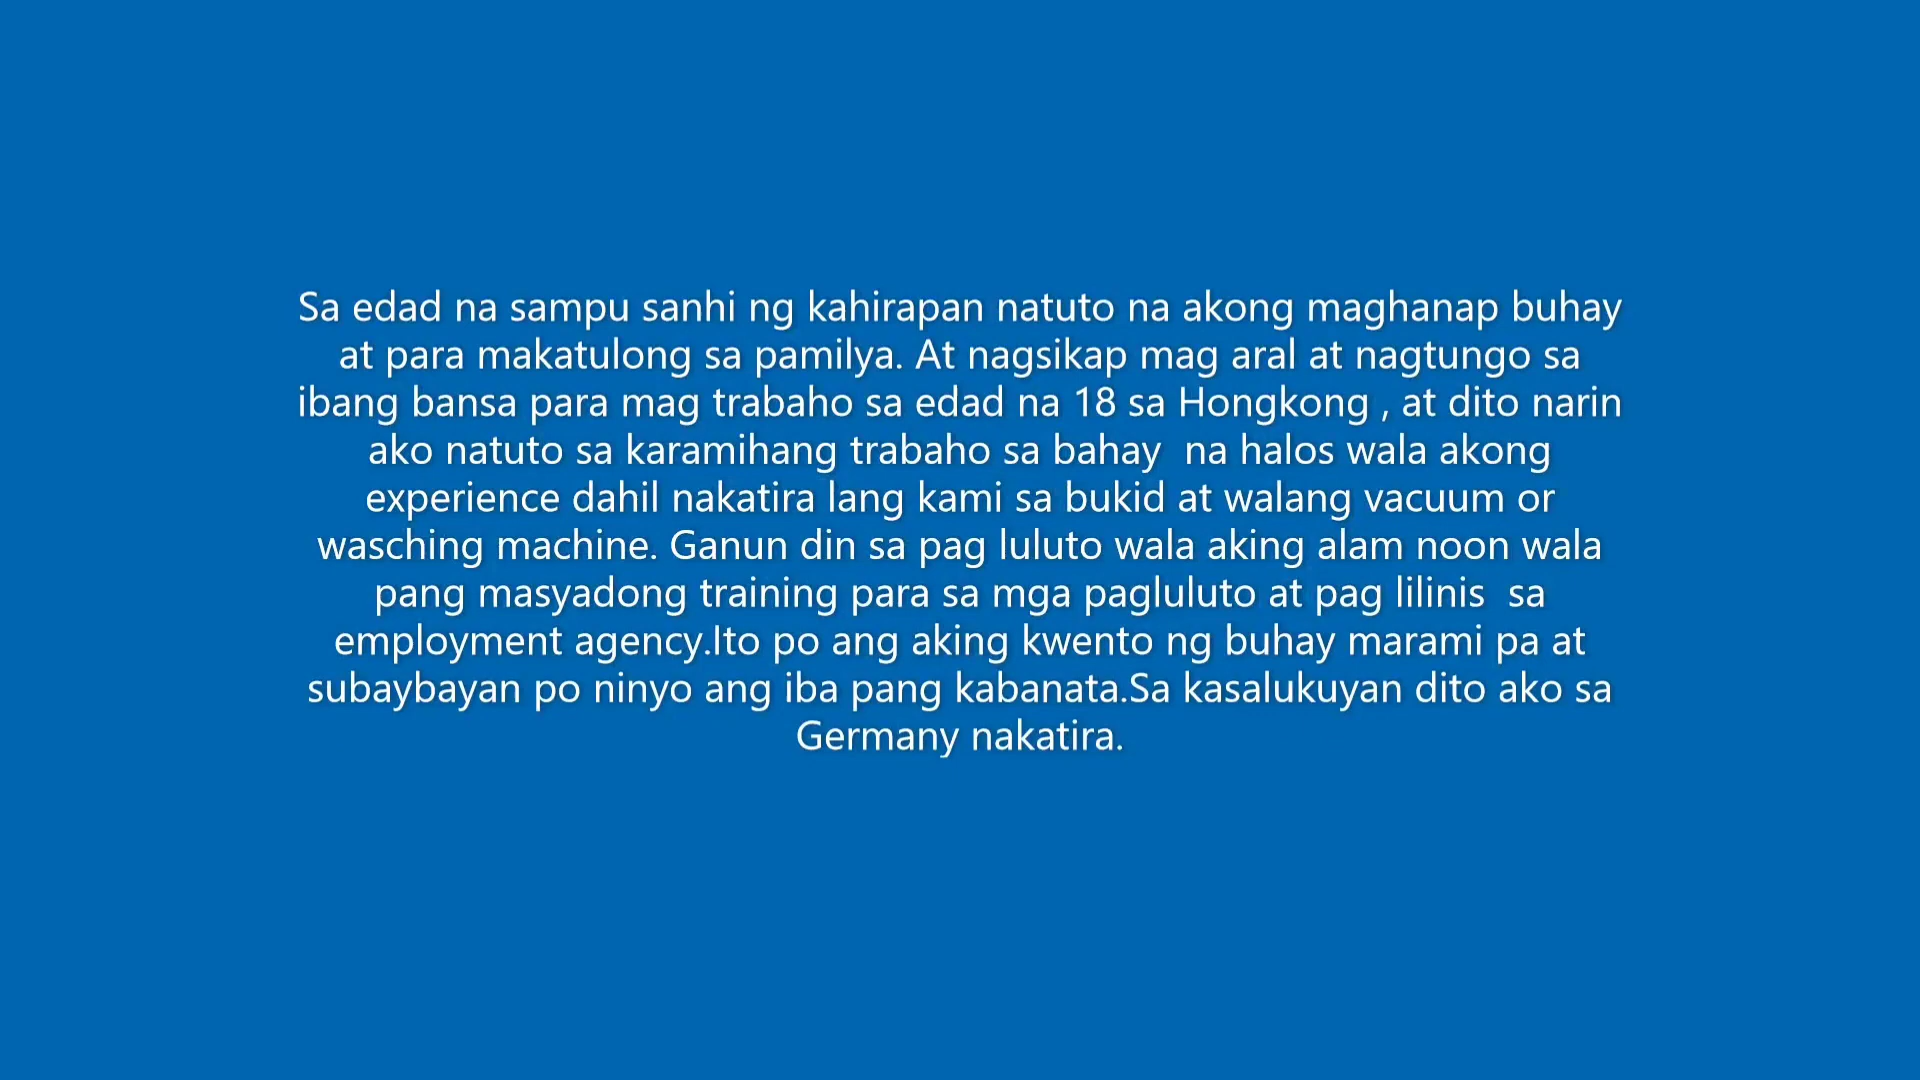 Sa edad na sampu sanhi ng kahirapan natuto na akong maghanap buhay
at para makatulong sa pamilya. At nagsikap mag aral at nagtungo sa
ibang bansa para mag trabaho sa edad na 18 sa Hongkong , at dito narin
ako natuto sa karamihang trabaho sa bahay  na halos wala akong
experience dahil nakatira lang kami sa bukid at walang vacuum or
wasching machine. Ganun din sa pag luluto wala aking alam noon wala
pang masyadong training para sa mga pagluluto at pag lilinis  sa
employment agency.Ito po ang aking kwento ng buhay marami pa at
subaybayan po ninyo ang iba pang kabanata.Sa kasalukuyan dito ako sa
Germany nakatira.